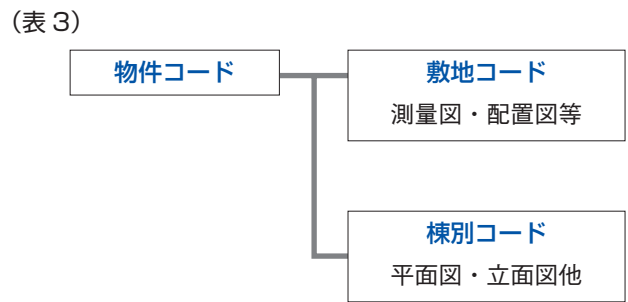 （表３）
物件コード
敷地コード
測量図・配置図等
棟別コード
平面図・立面図他